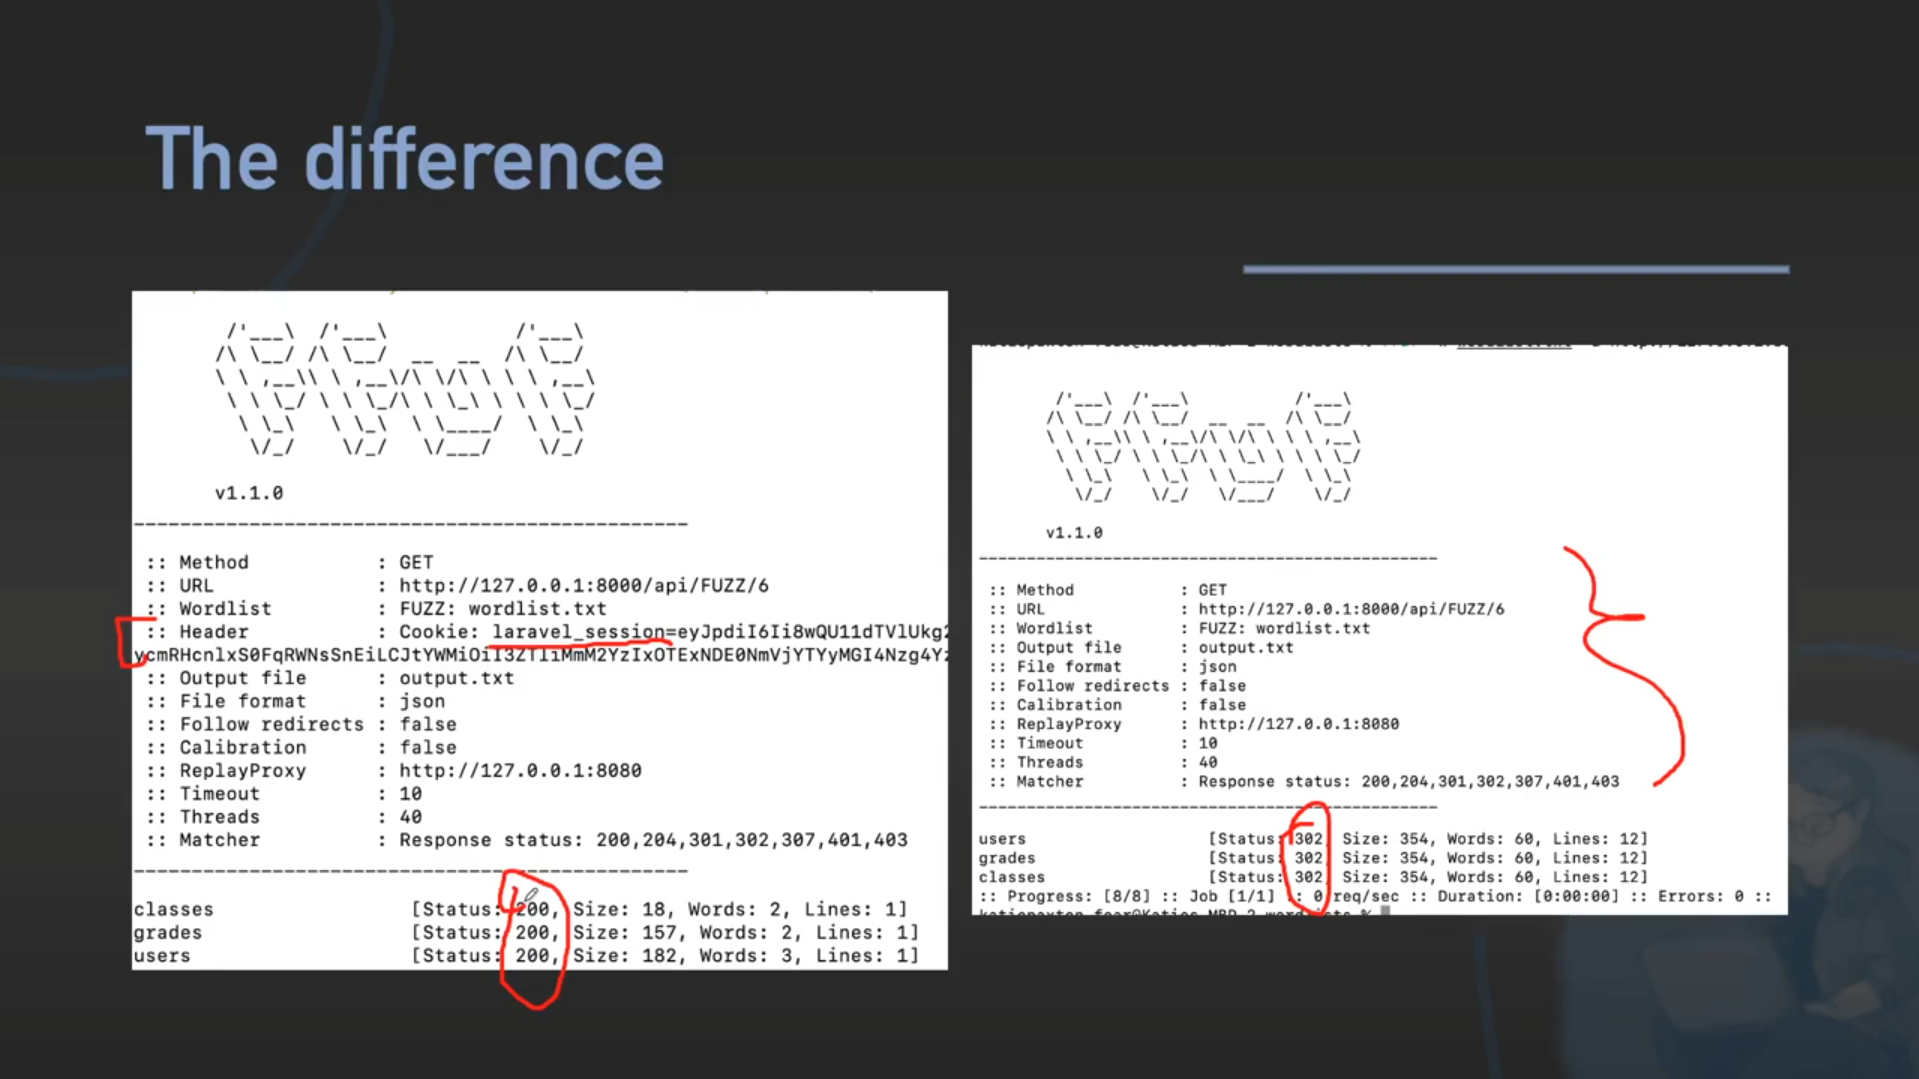 The difference
v1.1.0
:: Method : GET
:: URL : http://127.0.0.1:8000/api/FUZZ/6
:: Wordlist : FUZZ: wordlist.txt
:: Header : Cookie: laravel_session=eyJpdiI6Ii8wQU11dTVlUkg2
:: Output file : output.txt
:: File format : json
:: Follow redirects : false
:: Calibration : false
:: ReplayProxy : http://127.0.0.1:8080
:: Timeout : 10
:: Threads : 40
:: Matcher : Response status: 200,204,301,302,307,401,403
classes [Status: 200, Size: 18, Words: 2, Lines: 1]
grades [Status: 200, Size: 157, Words: 2, Lines: 1]
users [Status: 200, Size: 182, Words: 3, Lines: 1]
v1.1.0
:: Method : GET
:: URL : http://127.0.0.1:8000/api/FUZZ/6
:: Wordlist : FUZZ: wordlist.txt
:: Output file : output.txt
:: File format : json
:: Follow redirects : false
:: Calibration : false
:: ReplayProxy : http://127.0.0.1:8080
:: Timeout : 10
:: Threads : 40
:: Matcher : Response status: 200,204,301,302,307,401,403
users [Status: 302, Size: 354, Words: 60, Lines: 12]
grades [Status: 302, Size: 354, Words: 60, Lines: 12]
classes [Status: 302, Size: 354, Words: 60, Lines: 12]
:: Progress: [8/8] :: Job [1/1] :: 0 req/sec :: Duration: [0:00:00] :: Errors: 0 ::